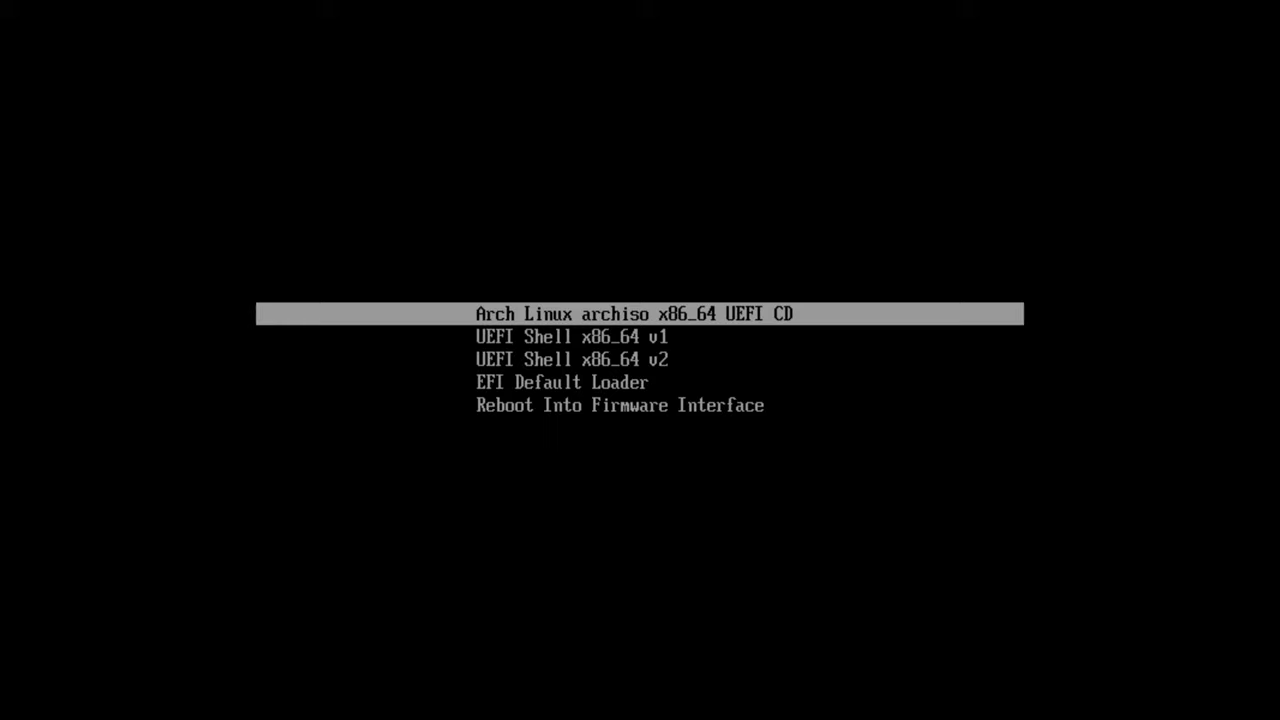 Arch Linux archiso x86_64 UEFI CD
UEFI Shell x86_64 v1
UEFI Shell x86_64 v2
EFI Default Loader
Reboot Into Firmware Interface